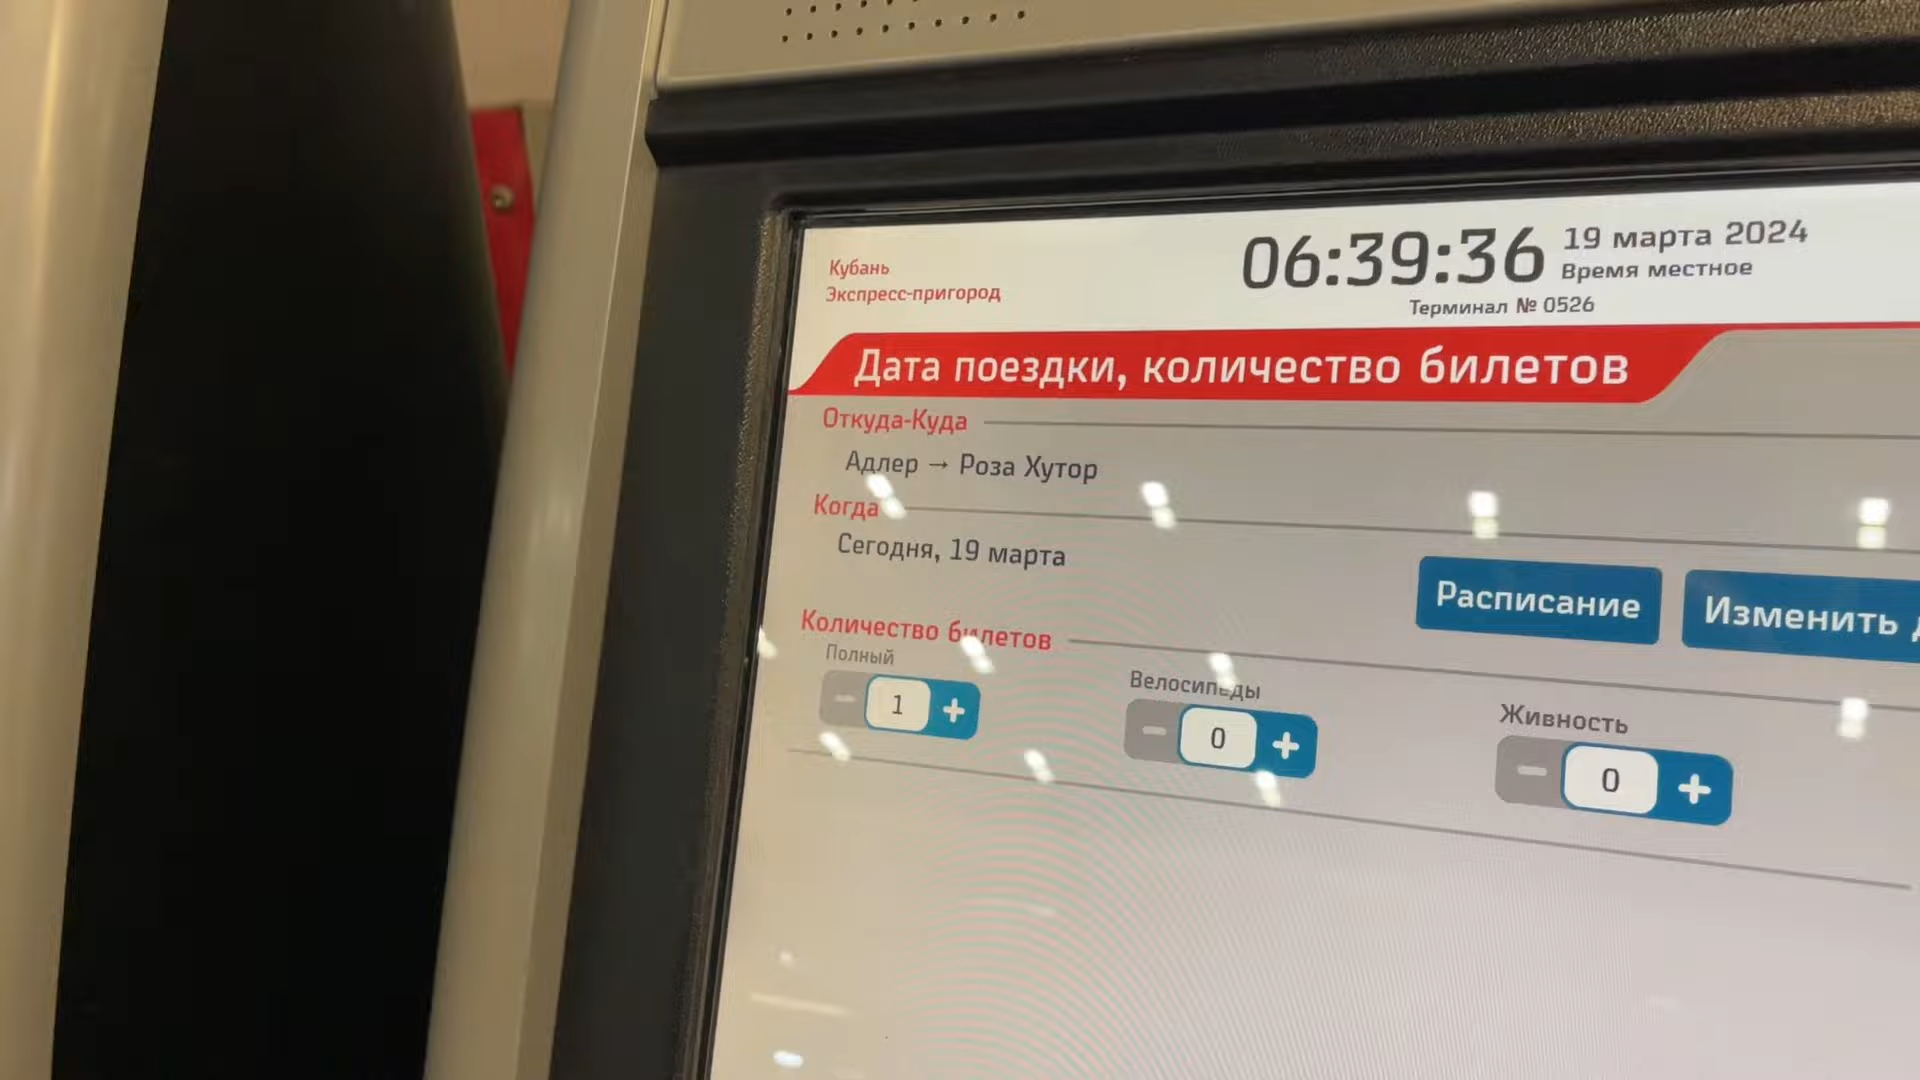 Кубань
Экспресс-пригород
06:39:36
19 марта 2024
Время местное
Терминал № 0526
Дата поездки, количество билетов
Откуда-Куда
Адлер → Роза Хутор
Когда
Сегодня, 19 марта
Расписание
Изменить
Количество билетов
Полный
− 1 +
Велосипеды
− 0 +
Живность
− 0 +